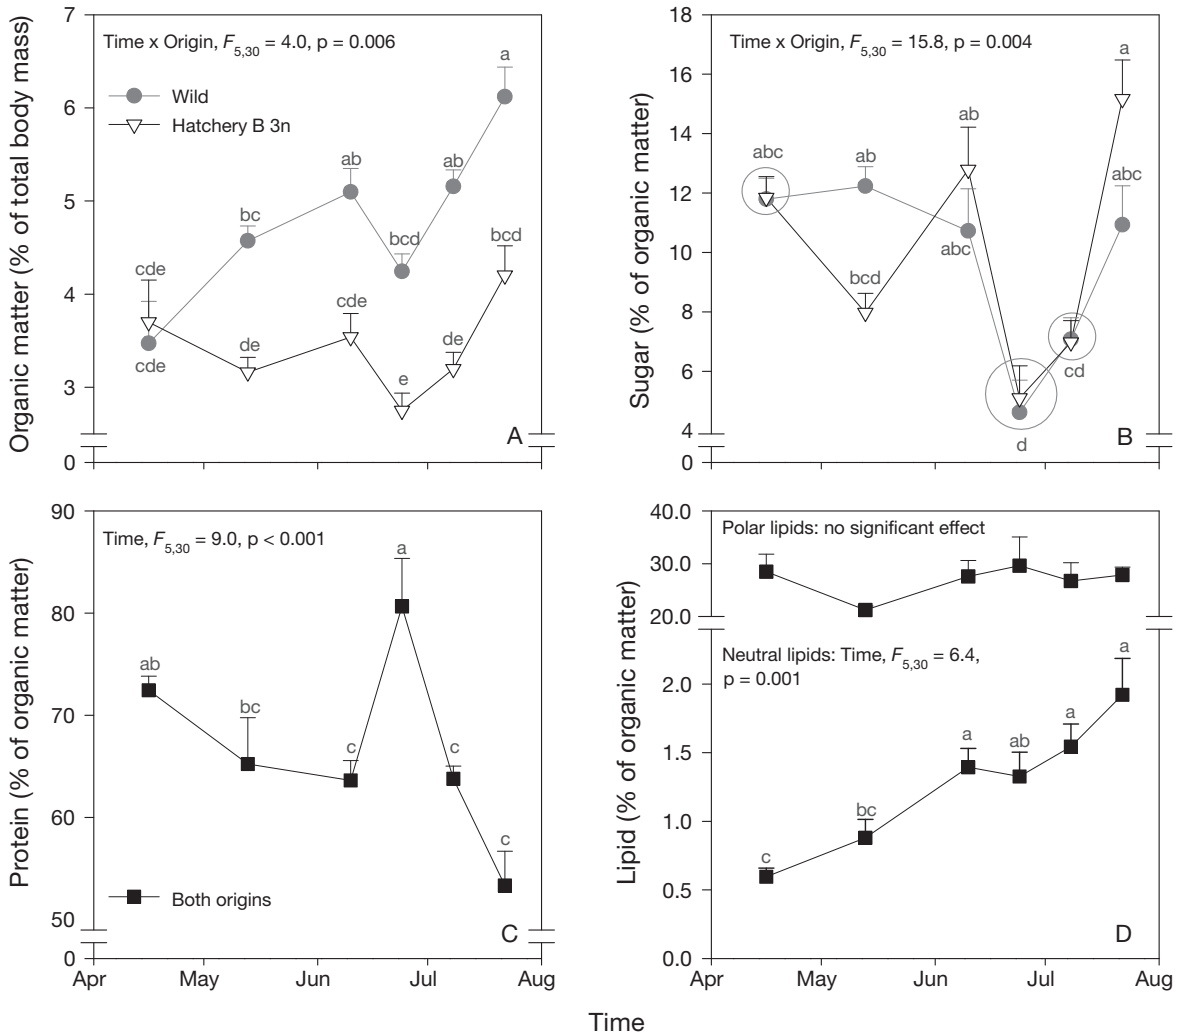 Organic matter (% of total body mass)
7
6
5
4
3
0
Time x Origin, F5,30 = 4.0, p = 0.006
Wild
Hatchery B 3n
cde
cde
bc
de
ab
cde
bcd
e
ab
de
a
bcd
A
Sugar (% of organic matter)
18
16
14
12
10
8
6
4
0
Time x Origin, F5,30 = 15.8, p = 0.004
abc
ab
bcd
ab
abc
d
cd
a
abc
B
Protein (% of organic matter)
90
80
70
60
50
0
Time, F5,30 = 9.0, p < 0.001
ab
bc
c
a
c
c
Both origins
C
Apr
May
Jun
Jul
Aug
Lipid (% of organic matter)
40.0
30.0
20.0
2.0
1.5
1.0
0.5
0.0
Polar lipids: no significant effect
Neutral lipids: Time, F5,30 = 6.4,
p = 0.001
c
bc
a
ab
a
a
D
Apr
May
Jun
Jul
Aug
Time